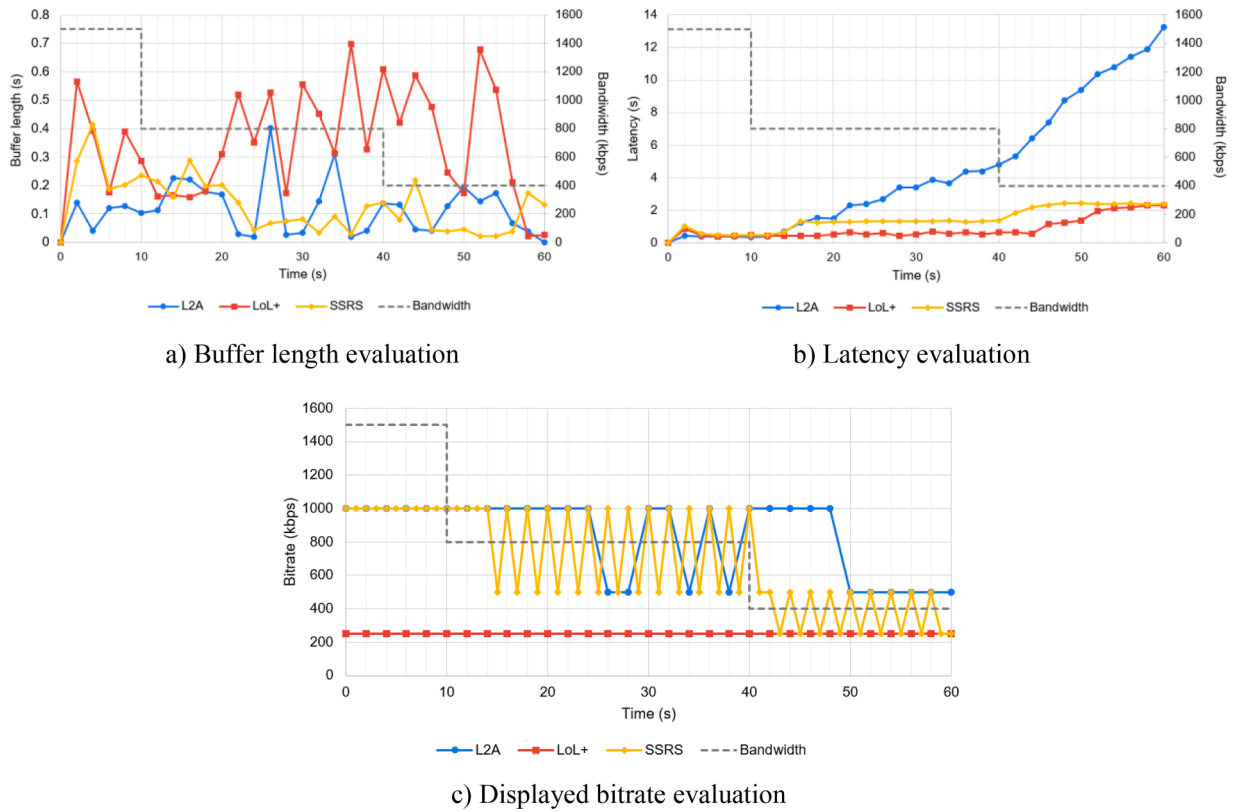 0.8
0.7
0.6
0.5
0.4
0.3
0.2
0.1
0
Buffer length (s)
1600
1400
1200
1000
800
600
400
200
0
Bandwidth (kbps)
0 10 20 30 40 50 60
Time (s)
L2A LoL+ SSRS Bandwidth
a) Buffer length evaluation
14
12
10
8
6
4
2
0
Latency (s)
1600
1400
1200
1000
800
600
400
200
0
Bandwidth (kbps)
0 10 20 30 40 50 60
Time (s)
L2A LoL+ SSRS Bandwidth
b) Latency evaluation
1600
1400
1200
1000
800
600
400
200
0
Bitrate (kbps)
0 10 20 30 40 50 60
Time (s)
L2A LoL+ SSRS Bandwidth
c) Displayed bitrate evaluation